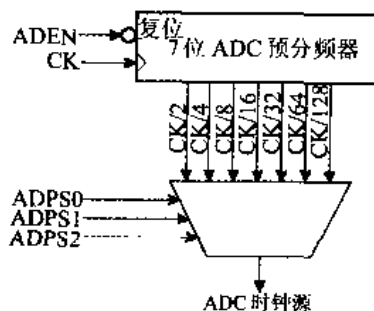 ADEN
复位
CK
7位 ADC 预分频器
CK/2
CK/4
CK/8
CK/16
CK/32
CK/64
CK/128
ADPS0
ADPS1
ADPS2
ADC 时钟源